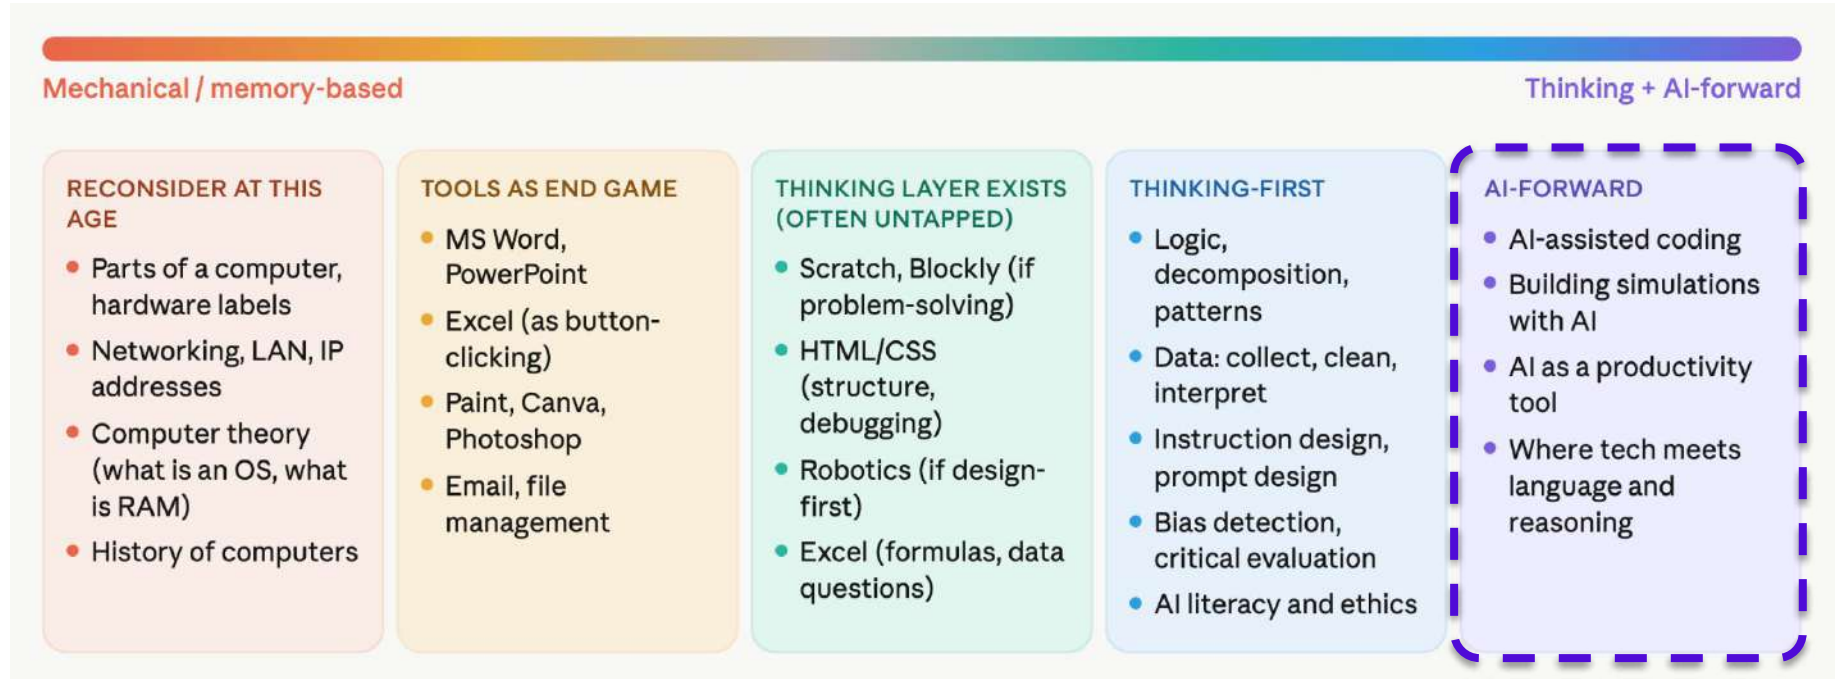 Mechanical / memory-based
Thinking + AI-forward
RECONSIDER AT THIS
AGE
• Parts of a computer,
hardware labels
• Networking, LAN, IP
addresses
• Computer theory
(what is an OS, what
is RAM)
• History of computers
TOOLS AS END GAME
• MS Word,
PowerPoint
• Excel (as button-
clicking)
• Paint, Canva,
Photoshop
• Email, file
management
THINKING LAYER EXISTS
(OFTEN UNTAPPED)
• Scratch, Blockly (if
problem-solving)
• HTML/CSS
(structure,
debugging)
• Robotics (if design-
first)
• Excel (formulas, data
questions)
THINKING-FIRST
• Logic,
decomposition,
patterns
• Data: collect, clean,
interpret
• Instruction design,
prompt design
• Bias detection,
critical evaluation
• AI literacy and ethics
AI-FORWARD
• AI-assisted coding
• Building simulations
with AI
• AI as a productivity
tool
• Where tech meets
language and
reasoning